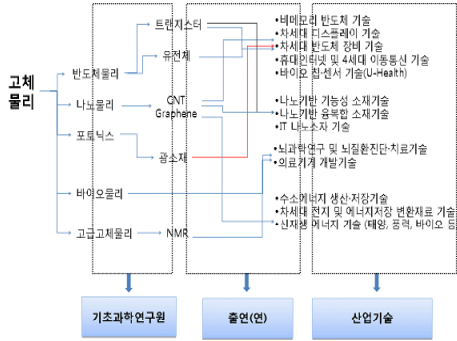 고체
물리
반도체물리
나노물리
포토닉스
바이오물리
고급고체물리
트랜지스터
유전체
CNT
Graphene
광소재
NMR
•비메모리 반도체 기술
•차세대 디스플레이 기술
•차세대 반도체 장비 기술
•휴대인터넷 및 4세대 이동통신 기술
•바이오 칩·센서 기술(U-Health)
•나노기반 기능성 소재기술
•나노기반 융복합 소재기술
•IT 나노소자 기술
•뇌과학연구 및 뇌질환진단·치료기술
•의료기계 개발기술
•수소에너지 생산·저장기술
•차세대 전지 및 에너지저장 변환재료 기술
•신재생 에너지 기술 (태양, 풍력, 바이오 등
기초과학연구원
출연(연)
산업기술